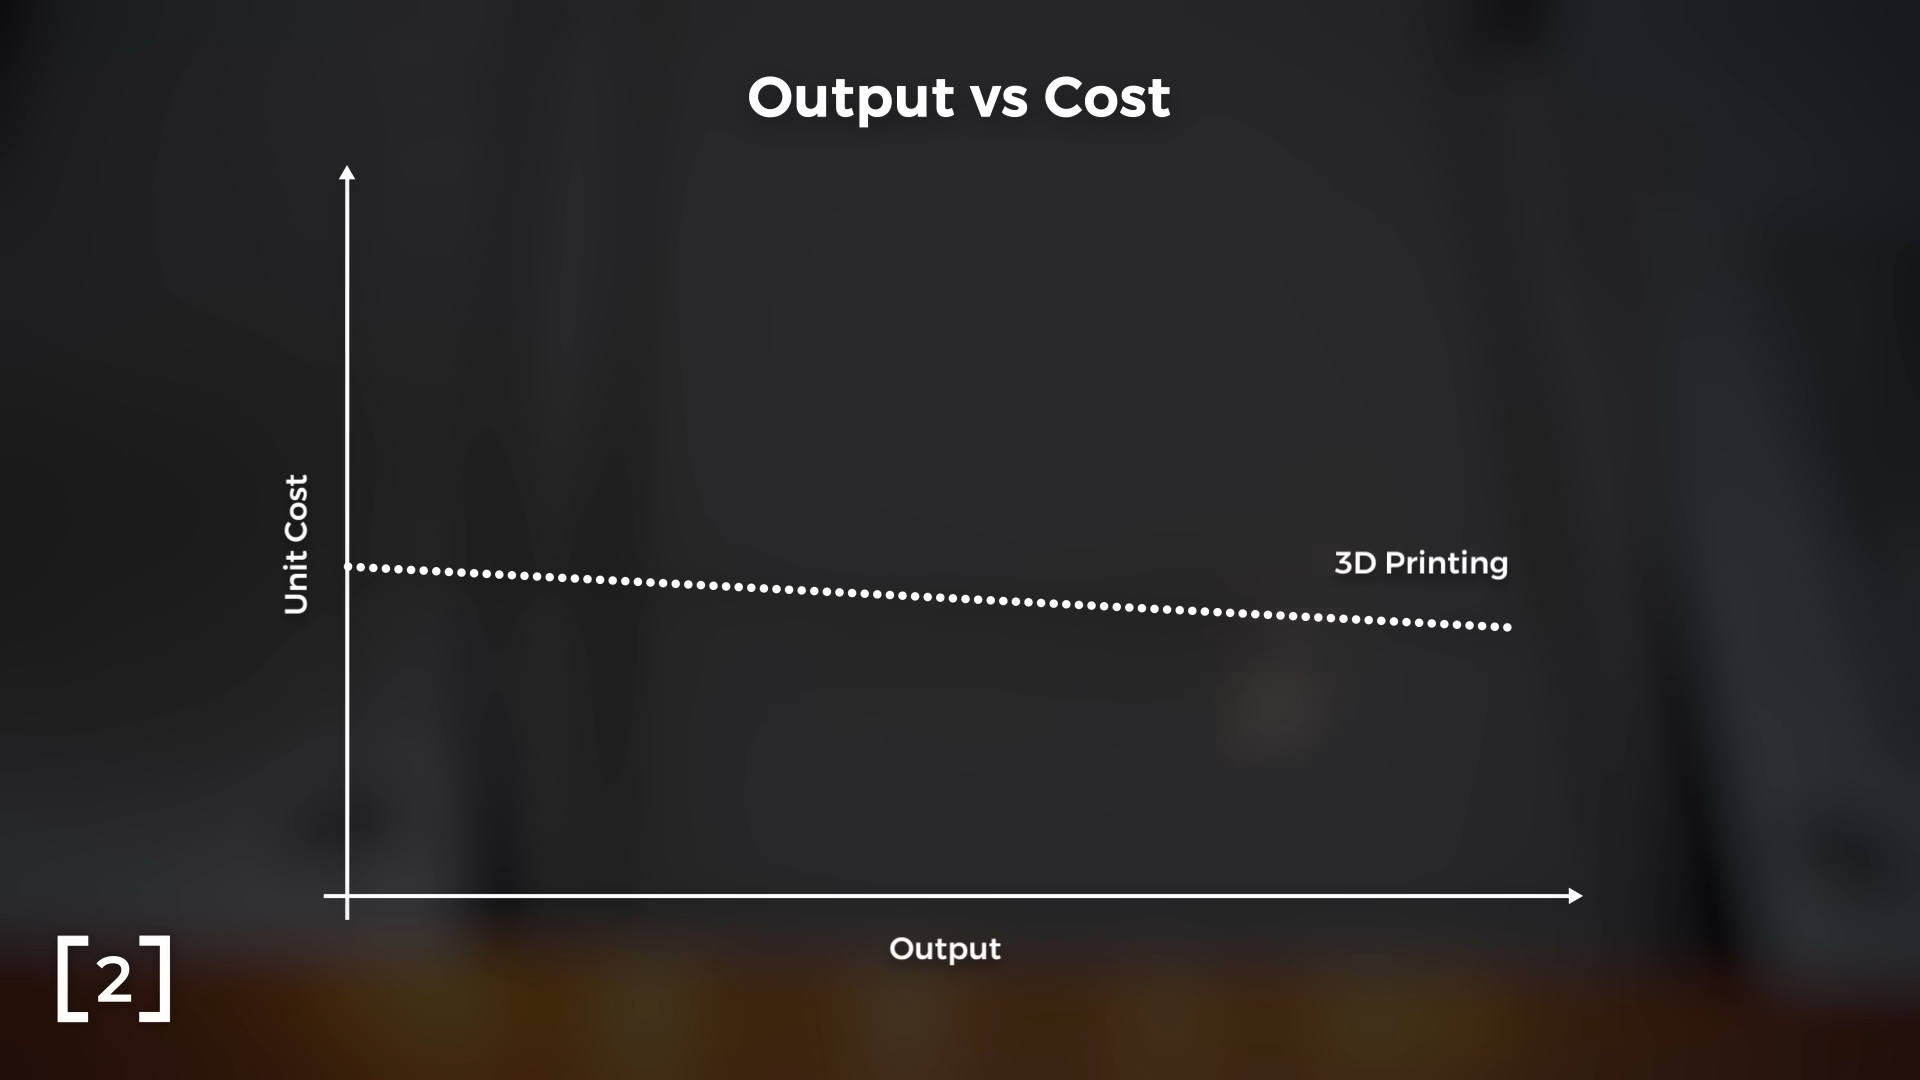 Output vs Cost
Unit Cost
3D Printing
Output
[2]